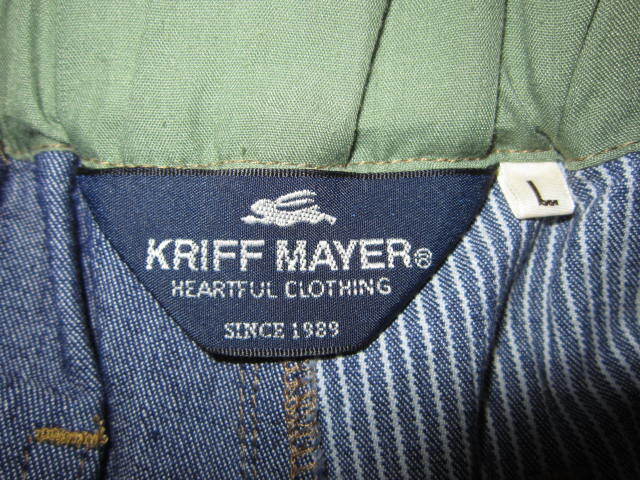 KRIFF MAYER®
HEARTFUL CLOTHING
SINCE 1989
L